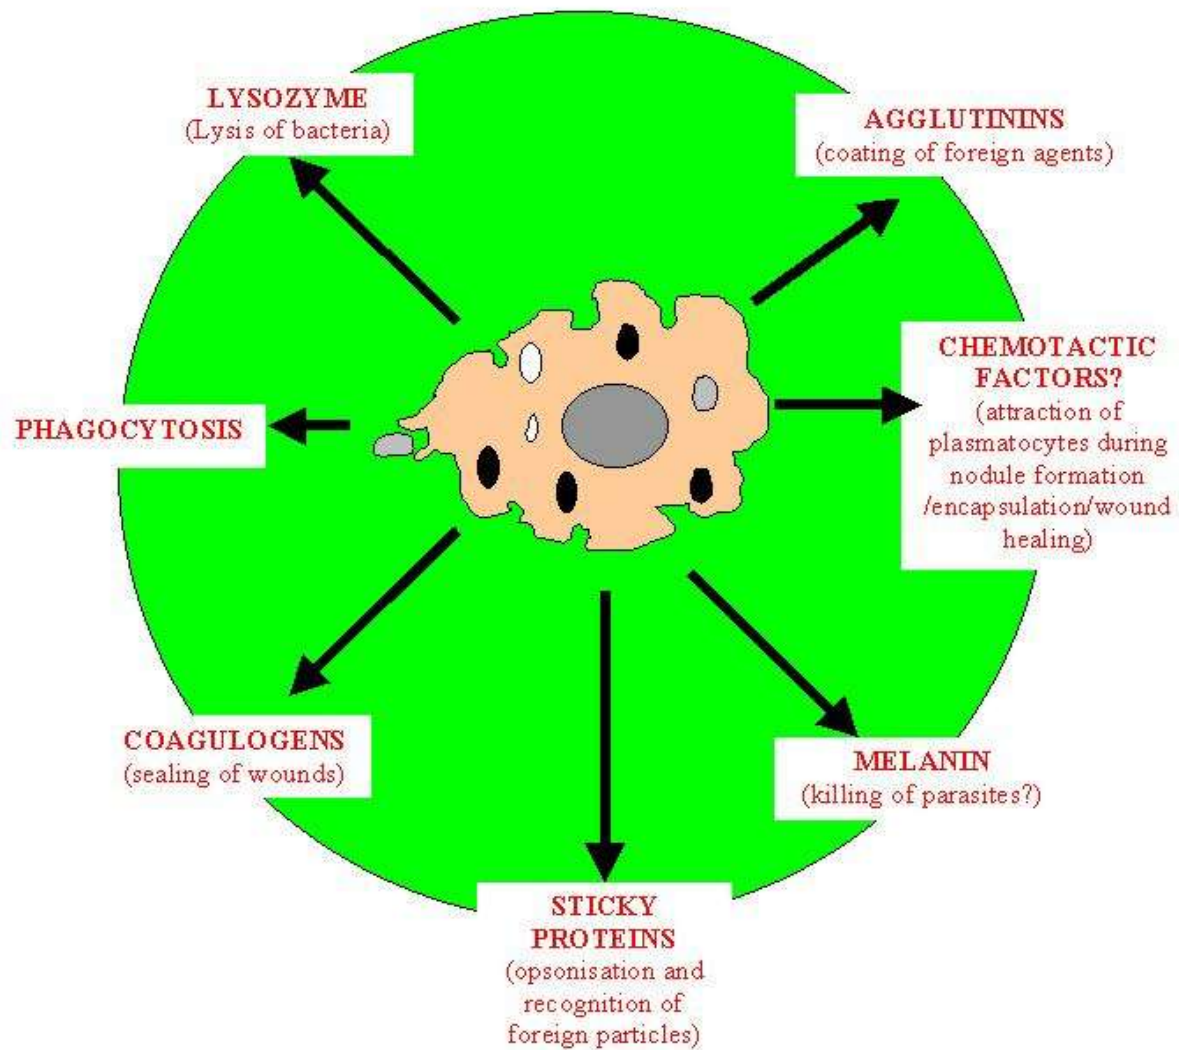 LYSOZYME
(Lysis of bacteria)
AGGLUTININS
(coating of foreign agents)
CHEMOTACTIC
FACTORS?
(attraction of
plasmatocytes during
nodule formation
/encapsulation/wound
healing)
PHAGOCYTOSIS
COAGULOGENS
(sealing of wounds)
MELANIN
(killing of parasites?)
STICKY
PROTEINS
(opsonisation and
recognition of
foreign particles)